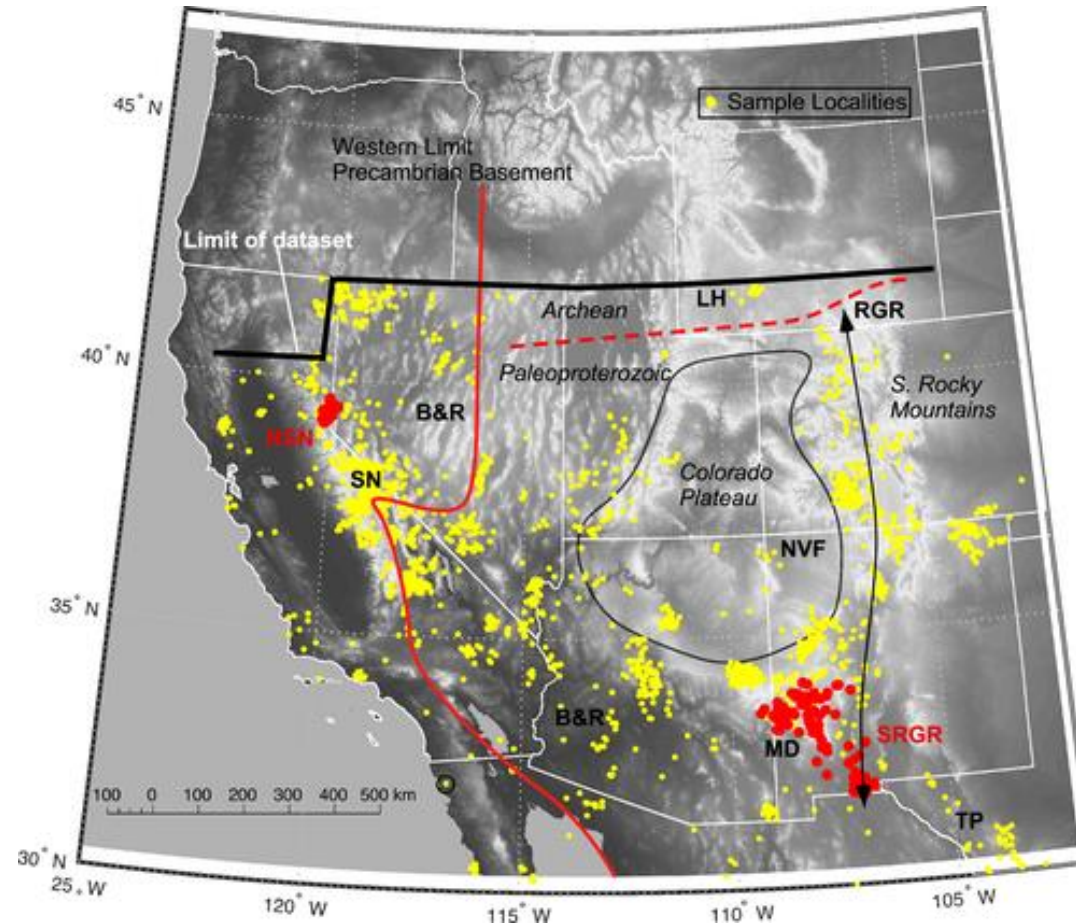 45° N
Sample Localities
Western Limit
Precambrian Basement
Limit of dataset
LH
Archean
RGR
40° N
Paleoproterozoic
S. Rocky
Mountains
B&R
NSN
Colorado
Plateau
SN
NVF
35° N
B&R
SRGR
MD
100 0 100 200 300 400 500 km
TP
30° N
25° W
120° W
115° W
110° W
105° W